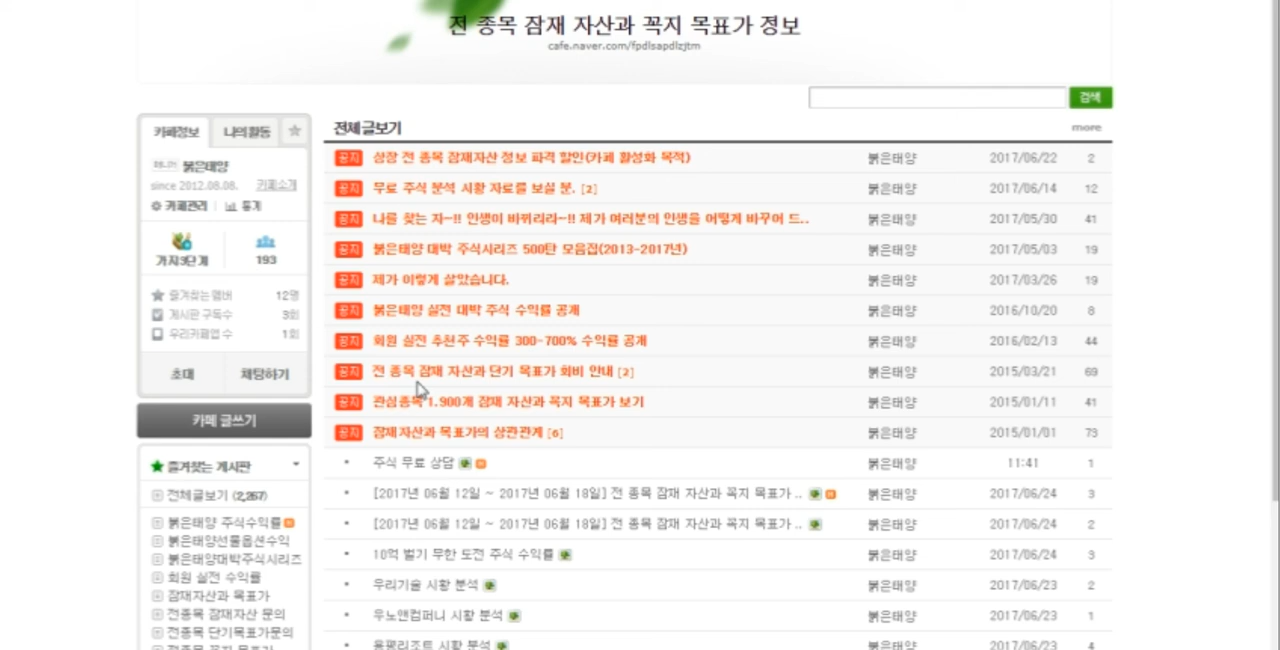 전 종목 잠재 자산과 꼭지 목표가 정보
cafe.naver.com/fpdlsapdlzjtm
검색
카페정보 나의활동
매니저 붉은태양
since 2012.08.08. 카페소개
카페관리 통계
가지3단계 193
즐겨찾는 멤버 12명
게시판 구독수 3회
우리카페앱 수 1회
초대 채팅하기
카페 글쓰기
즐겨찾는 게시판
전체글보기 (2,267)
붉은태양 주식수익률
붉은태양선물옵션수익
붉은태양대박주식시리즈
회원 실전 수익률
잠재자산과 목표가
전종목 잠재자산 문의
전종목 단기목표가문의
전체글보기 more
공지 상장 전 종목 잠재자산 정보 파격 할인(카페 활성화 목적) 붉은태양 2017/06/22 2
공지 무료 주식 분석 시황 자료를 보실 분. [2] 붉은태양 2017/06/14 12
공지 나를 찾는 자~!! 인생이 바뀌리라~!! 제가 여러분의 인생을 어떻게 바꾸어 드.. 붉은태양 2017/05/30 41
공지 붉은태양 대박 주식시리즈 500탄 모음집(2013-2017년) 붉은태양 2017/05/03 19
공지 제가 이렇게 살았습니다. 붉은태양 2017/03/26 19
공지 붉은태양 실전 대박 주식 수익률 공개 붉은태양 2016/10/20 8
공지 회원 실전 추천주 수익률 300-700% 수익률 공개 붉은태양 2016/02/13 44
공지 전 종목 잠재 자산과 단기 목표가 회비 안내 [2] 붉은태양 2015/03/21 69
공지 관심종목 1.900개 잠재 자산과 꼭지 목표가 보기 붉은태양 2015/01/11 41
공지 잠재자산과 목표가의 상관관계 [6] 붉은태양 2015/01/01 73
주식 무료 상담 붉은태양 11:41 1
[2017년 06월 12일 ~ 2017년 06월 18일] 전 종목 잠재 자산과 꼭지 목표가 .. 붉은태양 2017/06/24 3
[2017년 06월 12일 ~ 2017년 06월 18일] 전 종목 잠재 자산과 꼭지 목표가 .. 붉은태양 2017/06/24 2
10억 벌기 무한 도전 주식 수익률 붉은태양 2017/06/24 3
우리기술 시황 분석 붉은태양 2017/06/23 2
우노앤컴퍼니 시황 분석 붉은태양 2017/06/23 1
용평리조트 시황 분석 붉은태양 2017/06/23 4